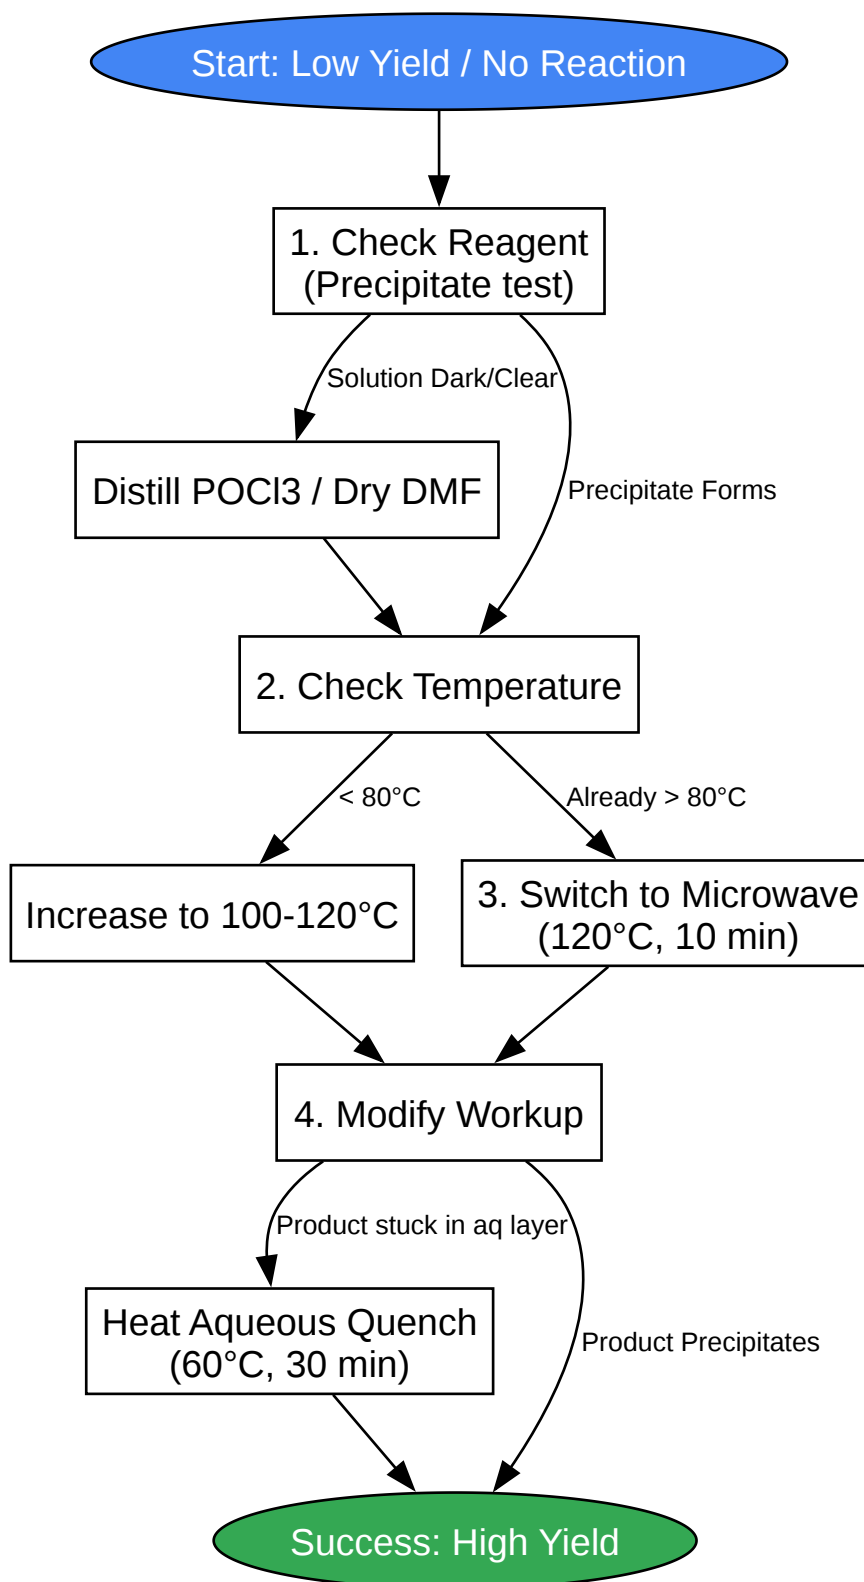 Start: Low Yield / No Reaction
1. Check Reagent
(Precipitate test)
Solution Dark/Clear
Distill POCl3 / Dry DMF
Precipitate Forms
2. Check Temperature
< 80°C
Already > 80°C
Increase to 100-120°C
3. Switch to Microwave
(120°C, 10 min)
4. Modify Workup
Product stuck in aq layer
Heat Aqueous Quench
(60°C, 30 min)
Product Precipitates
Success: High Yield